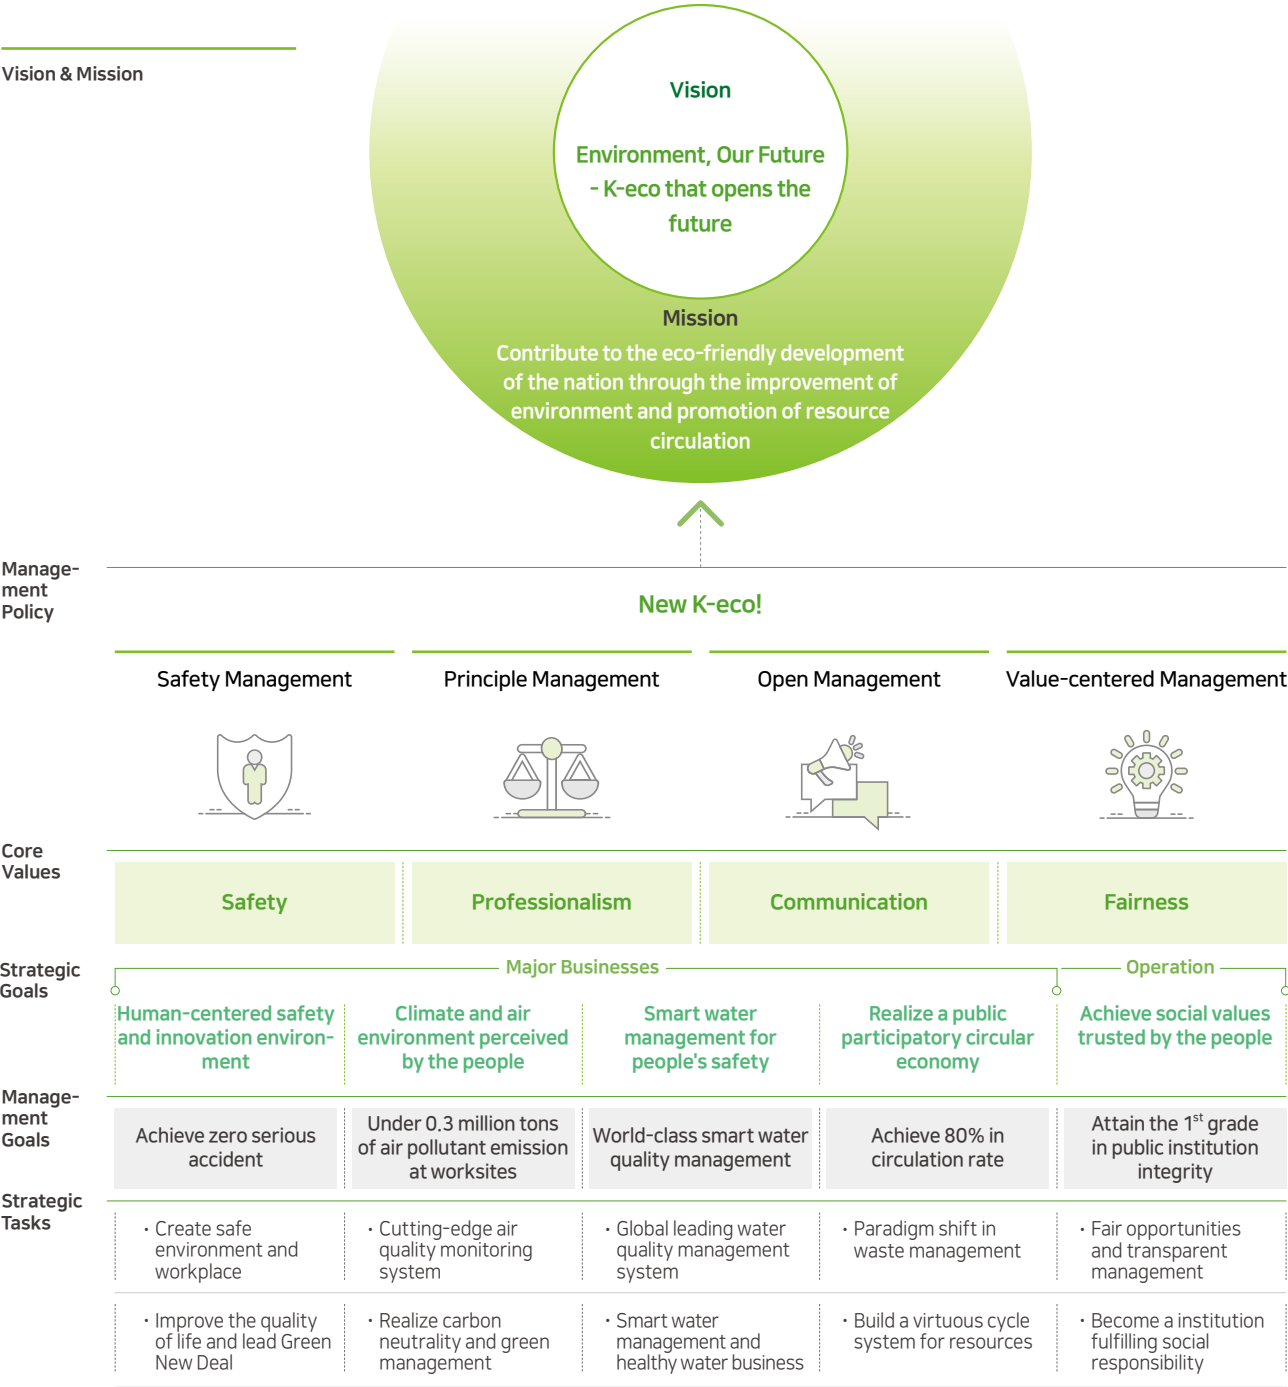 Vision & Mission
Vision
Environment, Our Future
- K-eco that opens the
future
Mission
Contribute to the eco-friendly development
of the nation through the improvement of
environment and promotion of resource
circulation
Manage-
ment
Policy
New K-eco!
Safety Management
Principle Management
Open Management
Value-centered Management
Core
Values
Safety
Professionalism
Communication
Fairness
Strategic
Goals
Major Businesses
Operation
Human-centered safety
and innovation environ-
ment
Climate and air
environment perceived
by the people
Smart water
management for
people's safety
Realize a public
participatory circular
economy
Achieve social values
trusted by the people
Manage-
ment
Goals
Achieve zero serious
accident
Under 0.3 million tons
of air pollutant emission
at worksites
World-class smart water
quality management
Achieve 80% in
circulation rate
Attain the 1st grade
in public institution
integrity
Strategic
Tasks
· Create safe
environment and
workplace
· Cutting-edge air
quality monitoring
system
· Global leading water
quality management
system
· Paradigm shift in
waste management
· Fair opportunities
and transparent
management
· Improve the quality
of life and lead Green
New Deal
· Realize carbon
neutrality and green
management
· Smart water
management and
healthy water business
· Build a virtuous cycle
system for resources
· Become a institution
fulfilling social
responsibility